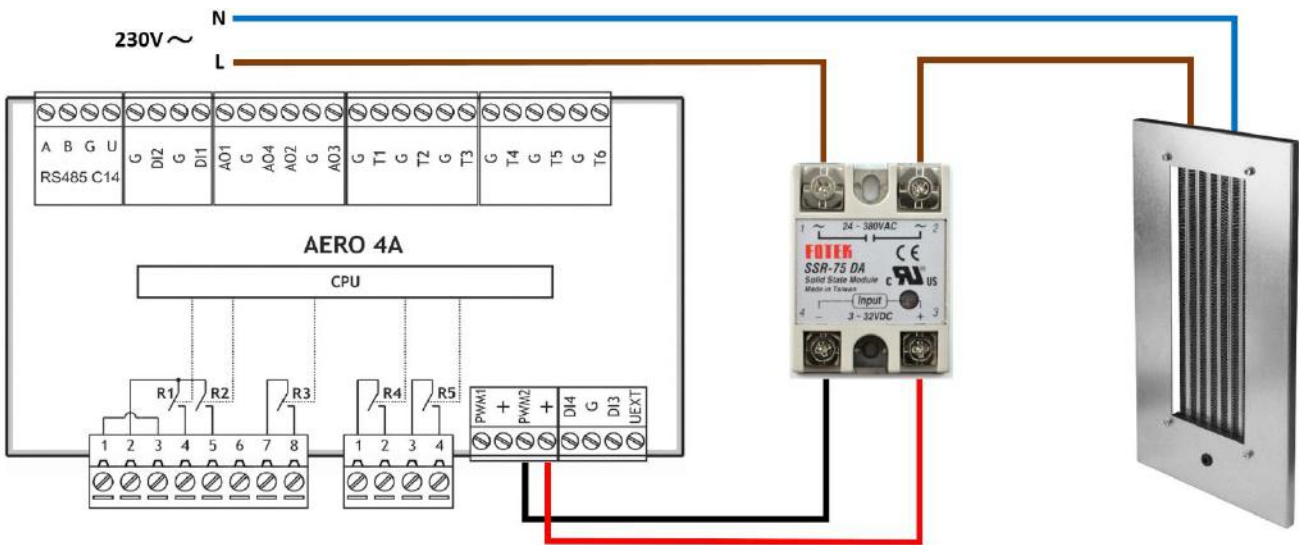 N
230V ~
L
A B G U
RS485 C14
G DI2 G DI1
AO1 G AO4 AO2 G AO3
G T1 G T2 G T3
G T4 G T5 G T6
AERO 4A
CPU
R1 R2 R3 R4 R5
1 2 3 4 5 6 7 8
1 2 3 4
PWM1 + PWM2 +
DI4 G DI3 UEXT
1 ~ 24 - 380VAC ~ 2
FOTEK
CE
SSR-75 DA
Solid State Module
Made in Taiwan
C RU US
Input
4 - 3 - 32VDC + 3